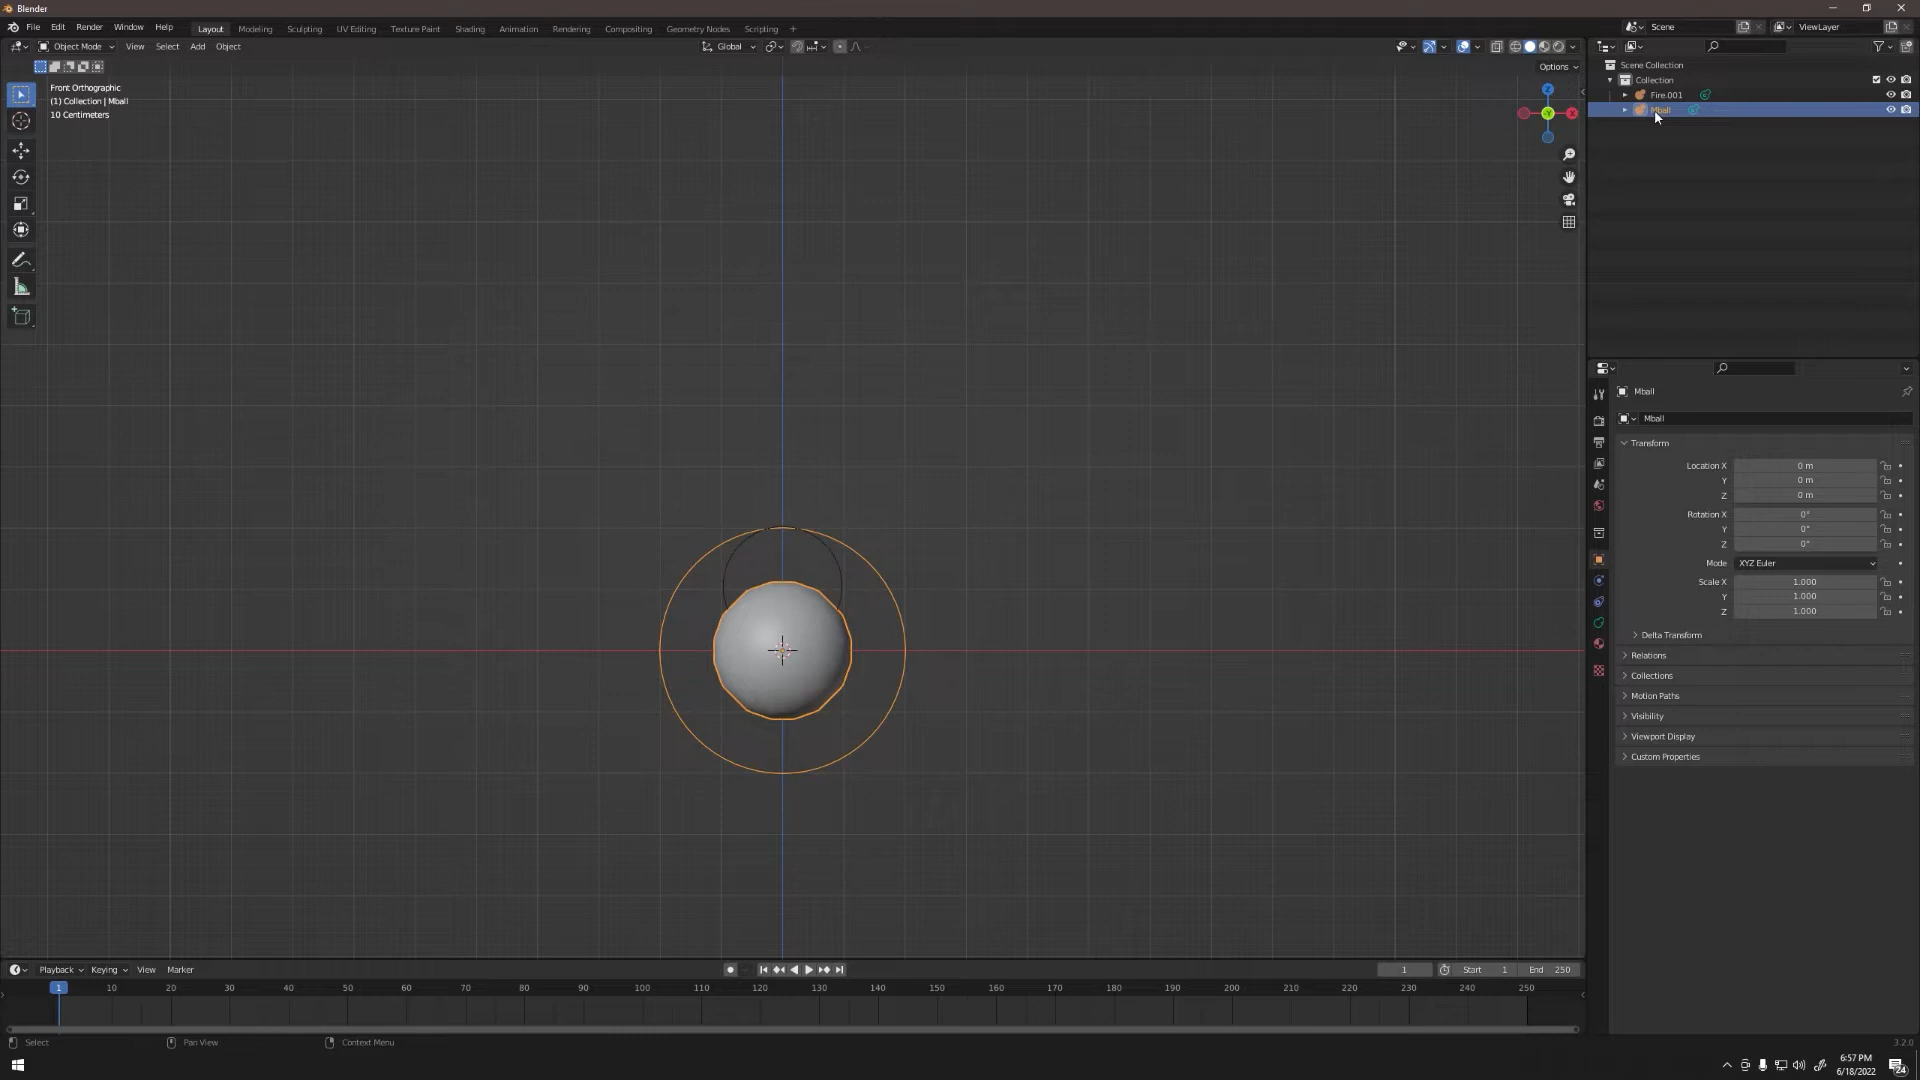 Blender
File Edit Render Window Help
Layout Modeling Sculpting UV Editing Texture Paint Shading Animation Rendering Compositing Geometry Nodes Scripting +
Scene
ViewLayer
Object Mode View Select Add Object
Global
Options
Front Orthographic
(1) Collection | Mball
10 Centimeters
Z
X
-Y
Scene Collection
Collection
Fire.001
Mball
Mball
Mball
Transform
Location X 0 m
Y 0 m
Z 0 m
Rotation X 0°
Y 0°
Z 0°
Mode XYZ Euler
Scale X 1.000
Y 1.000
Z 1.000
Delta Transform
Relations
Collections
Motion Paths
Visibility
Viewport Display
Custom Properties
Playback Keying View Marker
1 Start 1 End 250
1 10 20 30 40 50 60 70 80 90 100 110 120 130 140 150 160 170 180 190 200 210 220 230 240 250
Select Pan View Context Menu
3.2.0
6:57 PM
6/18/2022
24